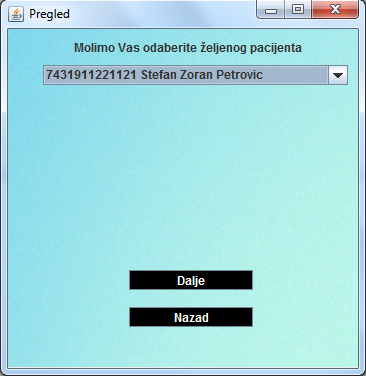 Pregled
Molimo Vas odaberite željenog pacijenta
7431911221121 Stefan Zoran Petrovic
Dalje
Nazad